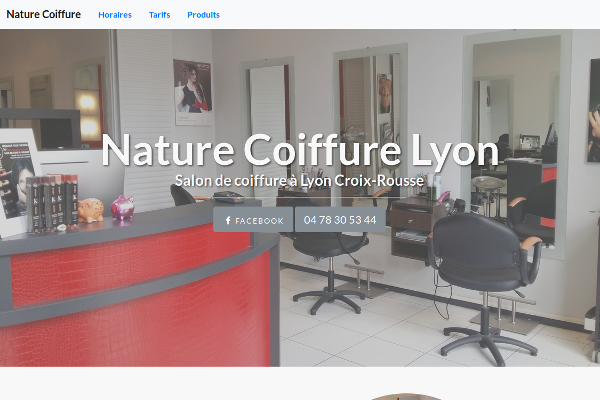 Nature Coiffure
Horaires
Tarifs
Produits
Nature Coiffure Lyon
Salon de coiffure à Lyon Croix-Rousse
FACEBOOK
04 78 30 53 44